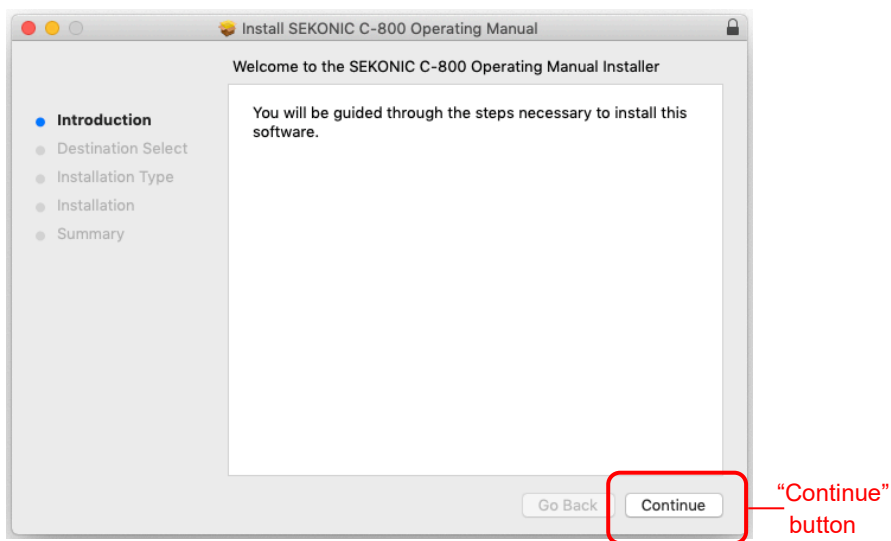 Install SEKONIC C-800 Operating Manual
Welcome to the SEKONIC C-800 Operating Manual Installer
Introduction
Destination Select
Installation Type
Installation
Summary
You will be guided through the steps necessary to install this
software.
Go Back
Continue
“Continue”
button